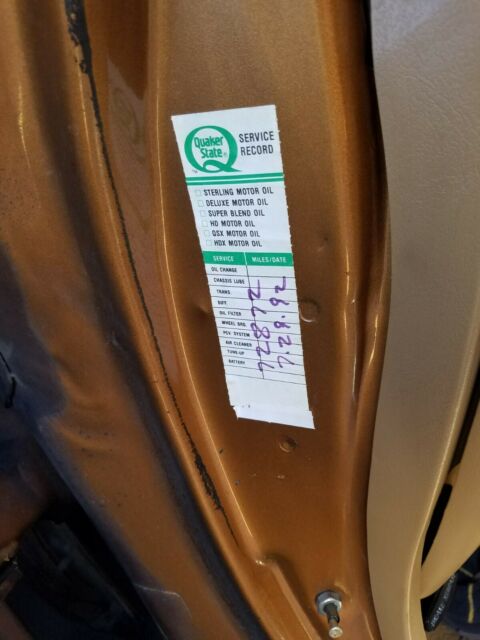 Quaker
State
SERVICE
RECORD
STERLING MOTOR OIL
DELUXE MOTOR OIL
SUPER BLEND OIL
HD MOTOR OIL
QSX MOTOR OIL
HDX MOTOR OIL
SERVICE MILES/DATE
OIL CHANGE
CHASSIS LUBE
TRANS.
DIFF.
OIL FILTER
WHEEL BRG.
PCV SYSTEM
AIR CLEANER
TUNE-UP
BATTERY
72872
7.29.92